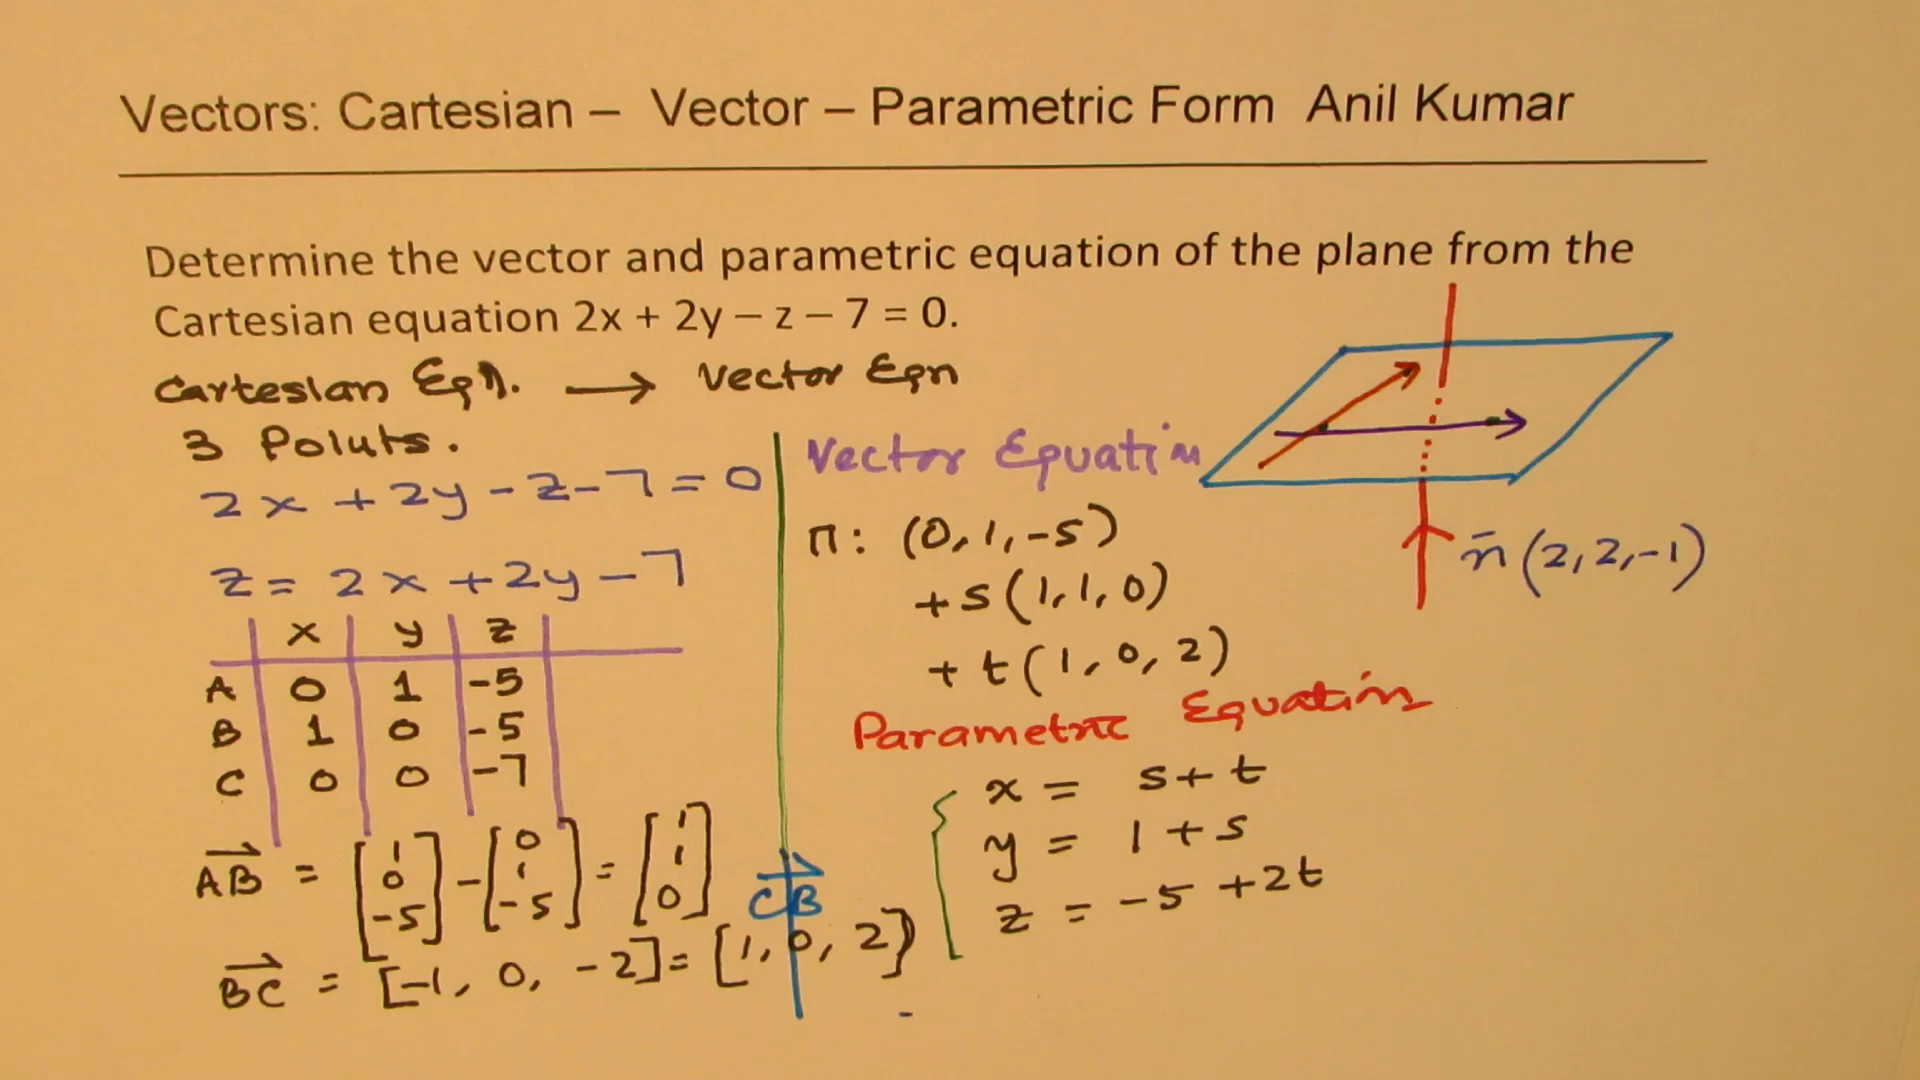 Vectors: Cartesian – Vector – Parametric Form Anil Kumar
Determine the vector and parametric equation of the plane from the
Cartesian equation 2x + 2y – z – 7 = 0.
Cartesian Eqn. → Vector Eqn
3 Points.
2x + 2y - z - 7 = 0
z = 2x + 2y - 7
x y z
A 0 1 -5
B 1 0 -5
C 0 0 -7
AB = [1 0 -5] - [0 1 -5] = [1 1 0]
CB
BC = [-1, 0, -2] = [1, 0, 2]
Vector Equation
π: (0, 1, -5)
+ s(1, 1, 0)
+ t(1, 0, 2)
Parametric Equation
x = s + t
y = 1 + s
z = -5 + 2t
n (2, 2, -1)